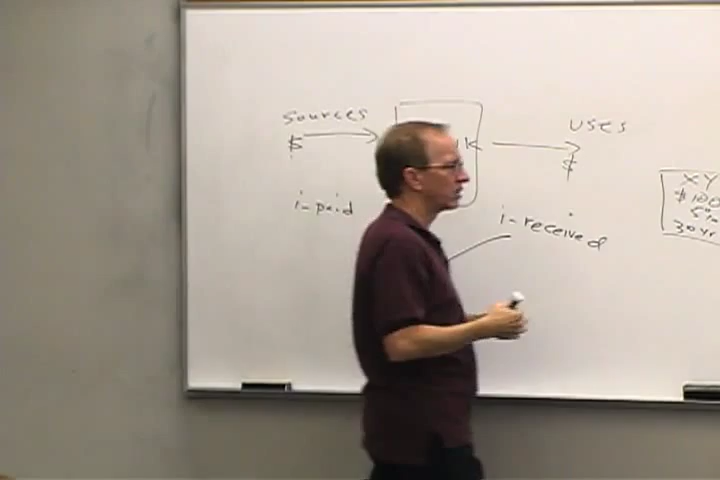 sources
$
K
uses
$
i-paid
i-received
XY
$100
5%
30yr